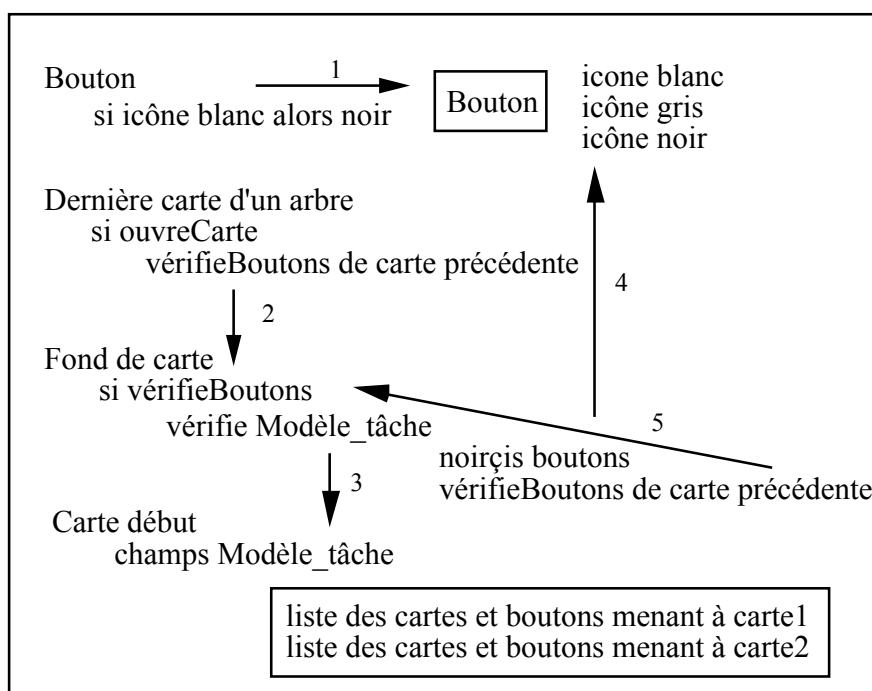 Bouton
1
si icône blanc alors noir
Bouton
icone blanc
icône gris
icône noir
Dernière carte d'un arbre
si ouvreCarte
vérifieBoutons de carte précédente
4
2
Fond de carte
si vérifieBoutons
vérifie Modèle_tâche
5
noirçis boutons
vérifieBoutons de carte précédente
3
Carte début
champs Modèle_tâche
liste des cartes et boutons menant à carte1
liste des cartes et boutons menant à carte2